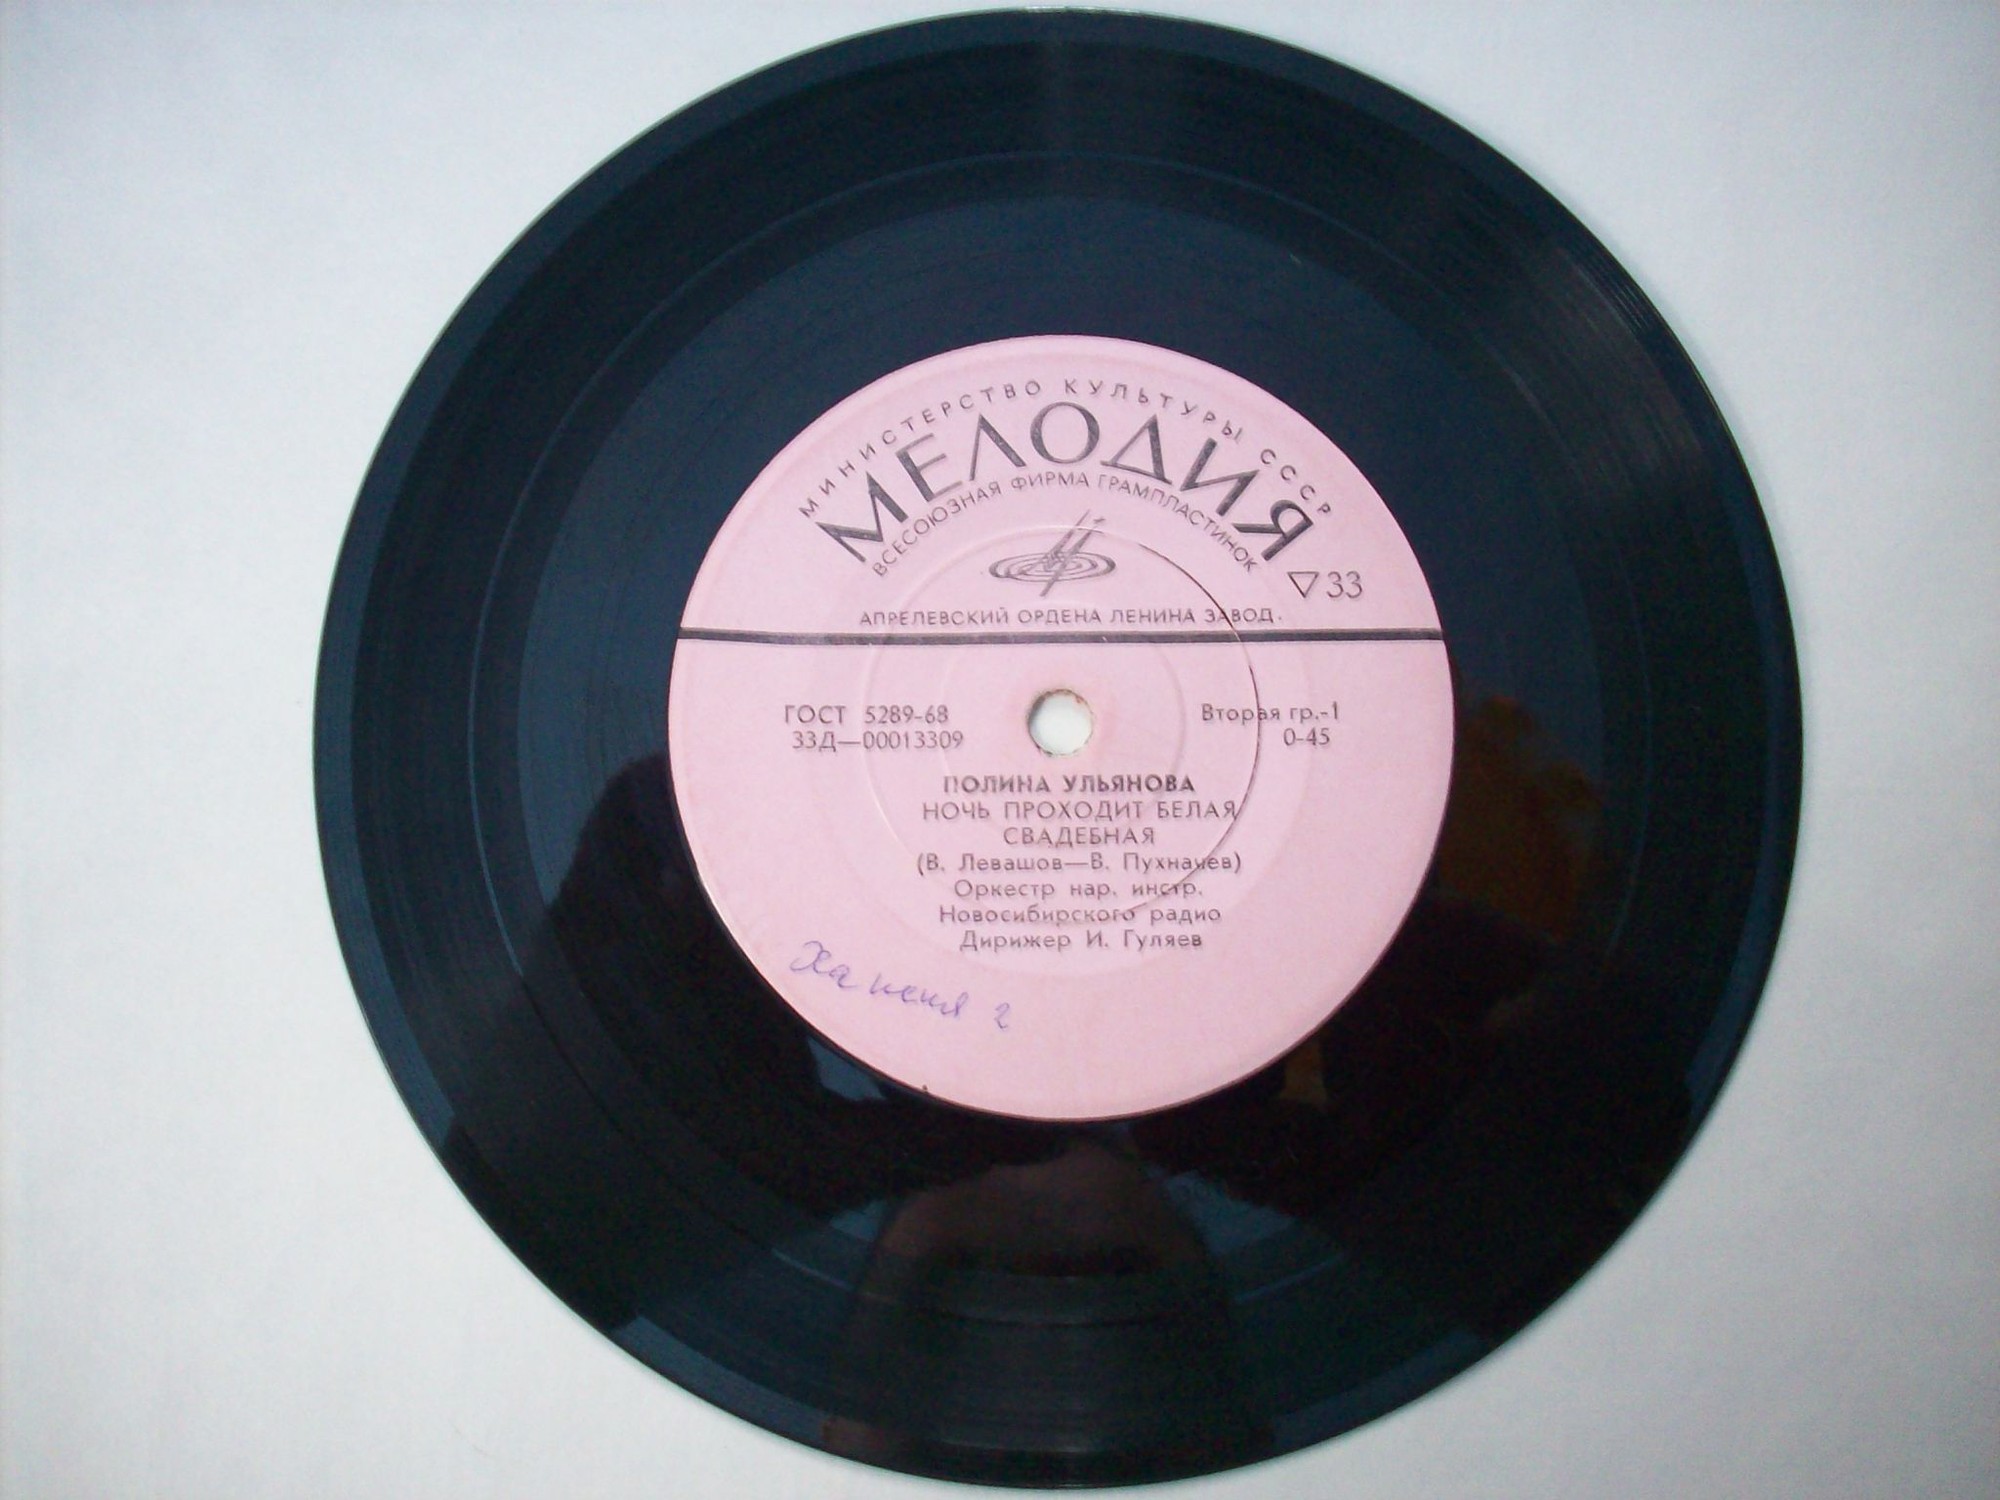 МИНИСТЕРСТВО КУЛЬТУРЫ СССР
МЕЛОДИЯ
ВСЕСОЮЗНАЯ ФИРМА ГРАМПЛАСТИНОК
▽33
АПРЕЛЕВСКИЙ ОРДЕНА ЛЕНИНА ЗАВОД.
ГОСТ 5289-68
Вторая гр.-1
33Д—00013309
0-45
ПОЛИНА УЛЬЯНОВА
НОЧЬ ПРОХОДИТ БЕЛАЯ
СВАДЕБНАЯ
(В. Левашов—В. Пухначев)
Оркестр нар. инстр.
Новосибирского радио
Дирижер И. Гуляев
2